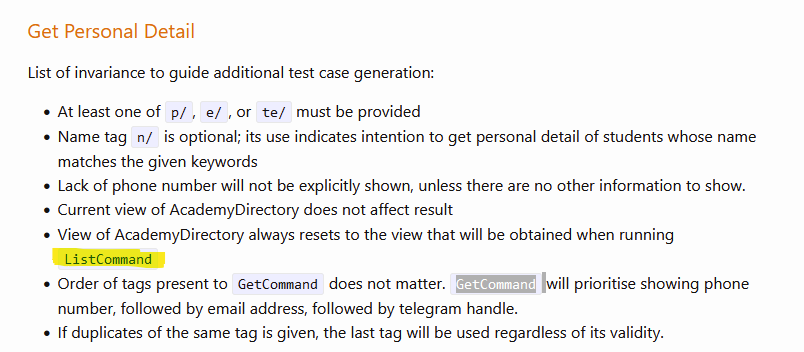 Get Personal Detail
List of invariance to guide additional test case generation:
At least one of p/, e/, or te/ must be provided
Name tag n/ is optional; its use indicates intention to get personal detail of students whose name
matches the given keywords
Lack of phone number will not be explicitly shown, unless there are no other information to show.
Current view of AcademyDirectory does not affect result
View of AcademyDirectory always resets to the view that will be obtained when running
ListCommand
Order of tags present to GetCommand does not matter. GetCommand will prioritise showing phone
number, followed by email address, followed by telegram handle.
If duplicates of the same tag is given, the last tag will be used regardless of its validity.